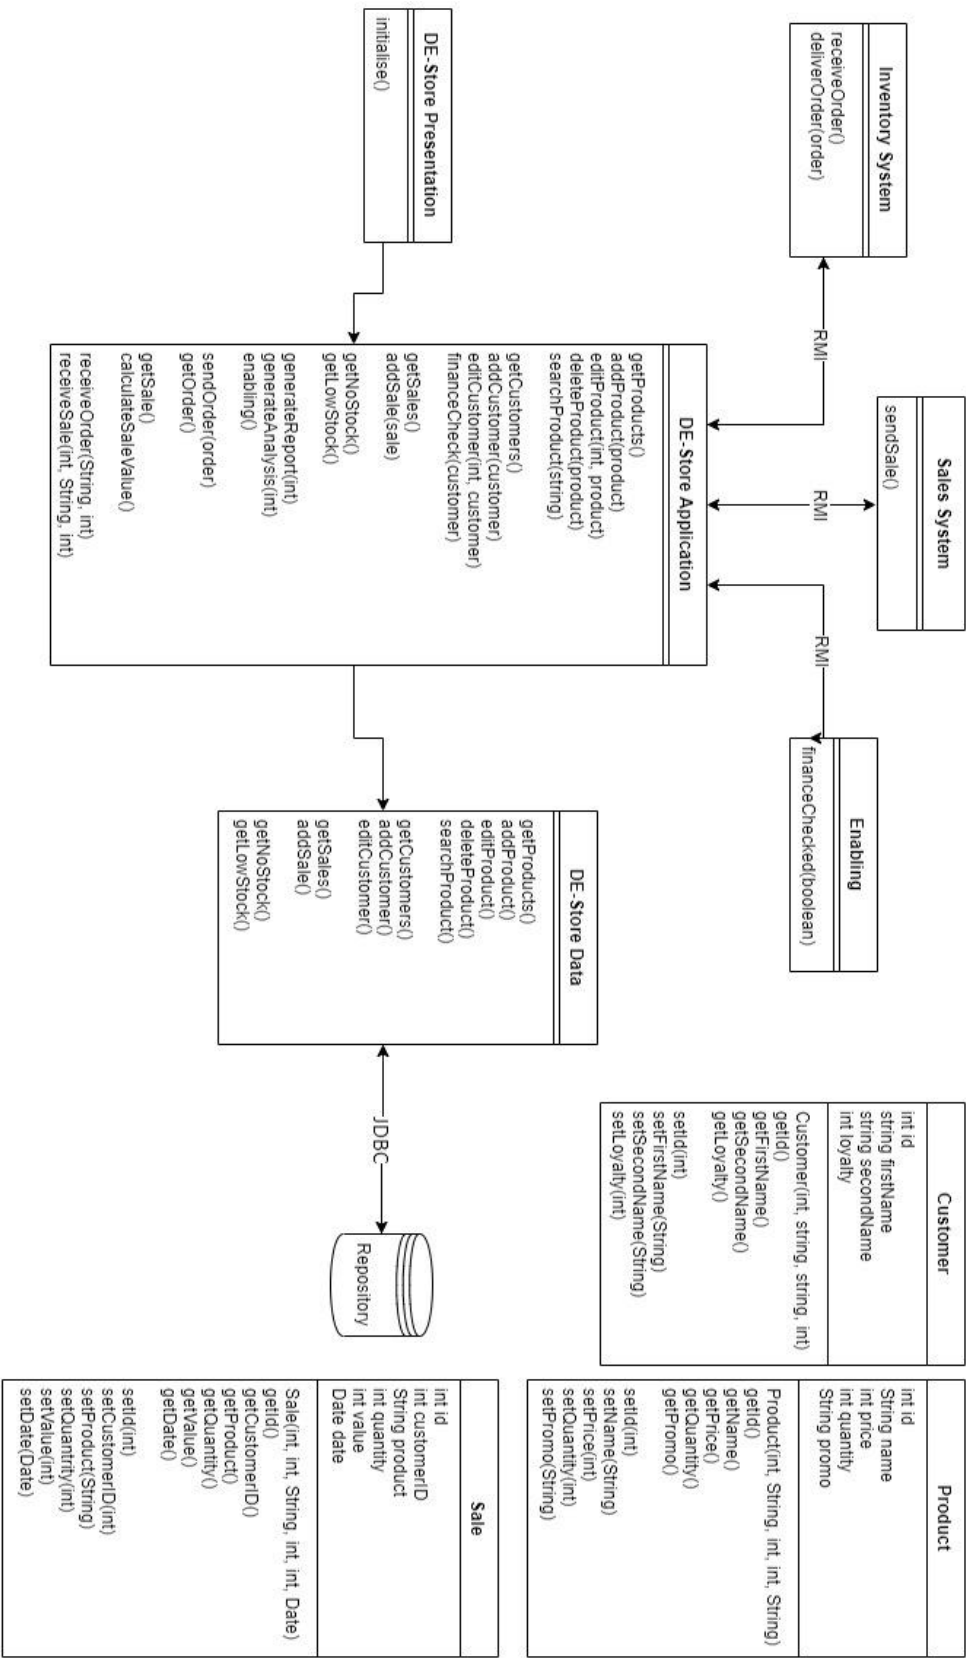 Inventory System
receiveOrder()
deliverOrder(order)
Sales System
sendSale()
Enabling
financeChecked(boolean)
RMI
RMI
RMI
DE-Store Presentation
initialise()
DE-Store Application
getProducts()
addProduct(product)
editProduct(int, product)
deleteProduct(product)
searchProduct(string)
getCustomers()
addCustomer(customer)
editCustomer(int, customer)
financeCheck(customer)
getSales()
addSale(sale)
getNoStock()
getLowStock()
generateReport(int)
generateAnalysis(int)
enabling()
sendOrder(order)
getOrder()
getSale()
calculateSaleValue()
receiveOrder(String, int)
receiveSale(int, String, int)
DE-Store Data
getProducts()
addProduct()
editProduct()
deleteProduct()
searchProduct()
getCustomers()
addCustomer()
editCustomer()
getSales()
addSale()
getNoStock()
getLowStock()
JDBC
Repository
Customer
int id
string firstName
string secondName
int loyalty
Customer(int, string, string, int)
getId()
getFirstName()
getSecondName()
getLoyalty()
setId(int)
setFirstName(String)
setSecondName(String)
setLoyalty(int)
Product
int id
String name
int price
int quantity
String promo
Product(int, String, int, int, String)
getId()
getName()
getPrice()
getQuantity()
getPromo()
setId(int)
setName(String)
setPrice(int)
setQuantity(int)
setPromo(String)
Sale
int id
int customerID
String product
int quantity
int value
Date date
Sale(int, int, String, int, int, Date)
getId()
getCustomerID()
getProduct()
getQuantity()
getValue()
getDate()
setId(int)
setCustomerID(int)
setProduct(String)
setQuantrity(int)
setValue(int)
setDate(Date)